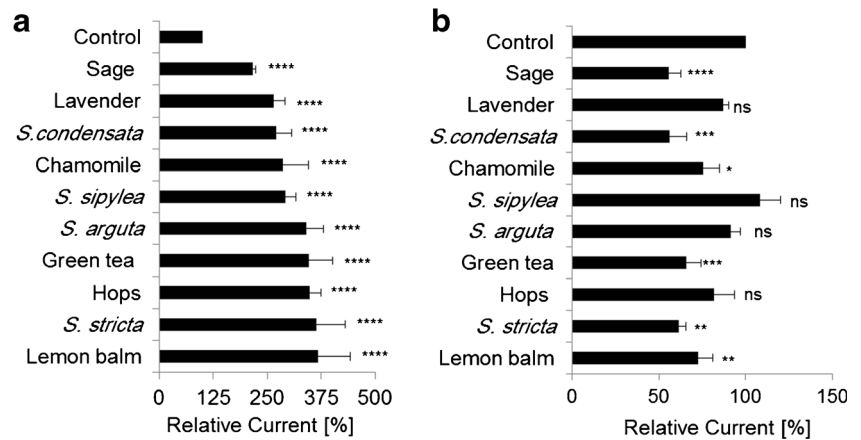 a
Control
Sage ****
Lavender ****
S.condensata ****
Chamomile ****
S. sipylea ****
S. arguta ****
Green tea ****
Hops ****
S. stricta ****
Lemon balm ****
0 125 250 375 500
Relative Current [%]
b
Control
Sage ****
Lavender ns
S.condensata ***
Chamomile *
S. sipylea ns
S. arguta ns
Green tea ***
Hops ns
S. stricta **
Lemon balm **
0 50 100 150
Relative Current [%]